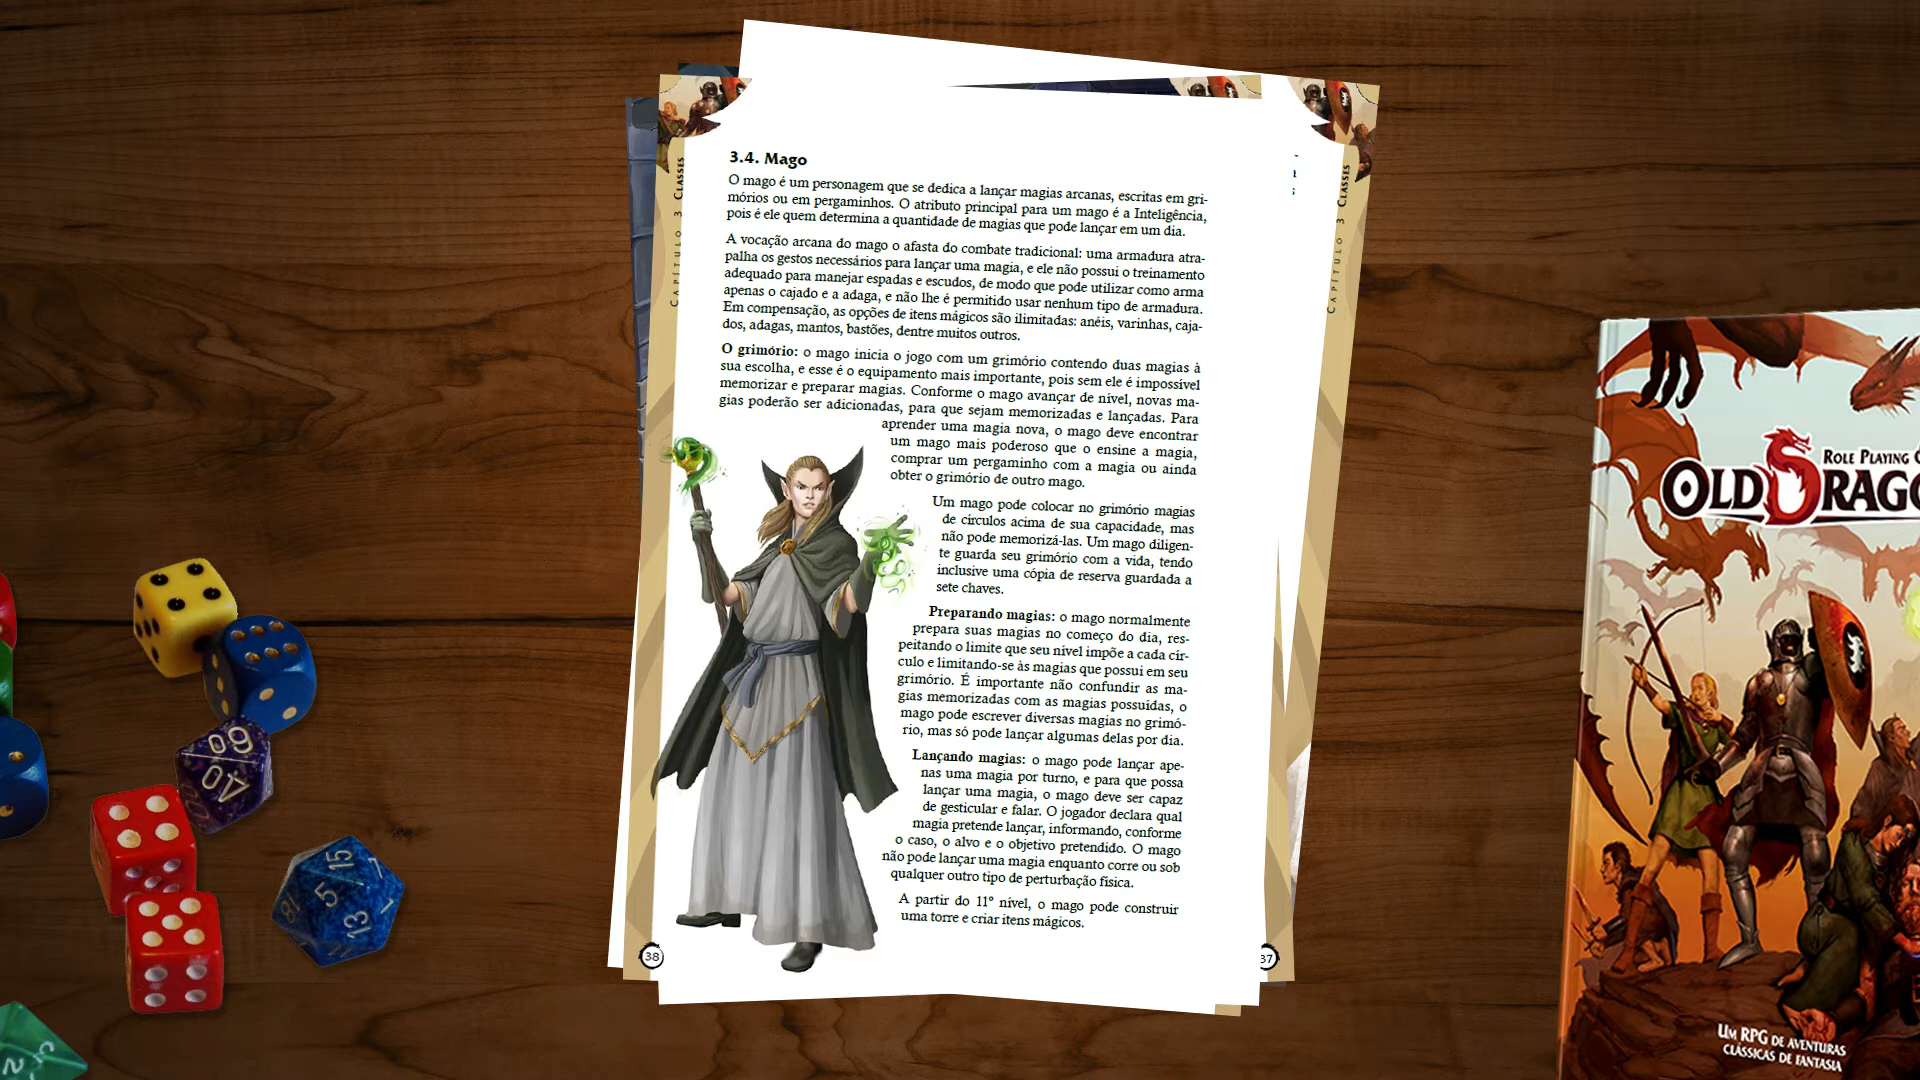 3.4. Mago
O mago é um personagem que se dedica a lançar magias arcanas, escritas em gri-
mórios ou em pergaminhos. O atributo principal para um mago é a Inteligência,
pois é ele quem determina a quantidade de magias que pode lançar em um dia.
A vocação arcana do mago o afasta do combate tradicional: uma armadura atra-
palha os gestos necessários para lançar uma magia, e ele não possui o treinamento
adequado para manejar espadas e escudos, de modo que pode utilizar como arma
apenas o cajado e a adaga, e não lhe é permitido usar nenhum tipo de armadura.
Em compensação, as opções de itens mágicos são ilimitadas: anéis, varinhas, caja-
dos, adagas, mantos, bastões, dentre muitos outros.
O grimório: o mago inicia o jogo com um grimório contendo duas magias à
sua escolha, e esse é o equipamento mais importante, pois sem ele é impossível
memorizar e preparar magias. Conforme o mago avançar de nível, novas ma-
gias poderão ser adicionadas, para que sejam memorizadas e lançadas. Para
aprender uma magia nova, o mago deve encontrar
um mago mais poderoso que o ensine a magia,
comprar um pergaminho com a magia ou ainda
obter o grimório de outro mago.
Um mago pode colocar no grimório magias
de círculos acima de sua capacidade, mas
não pode memorizá-las. Um mago diligen-
te guarda seu grimório com a vida, tendo
inclusive uma cópia de reserva guardada a
sete chaves.
Preparando magias: o mago normalmente
prepara suas magias no começo do dia, res-
peitando o limite que seu nível impõe a cada cír-
culo e limitando-se às magias que possui em seu
grimório. É importante não confundir as ma-
gias memorizadas com as magias possuídas, o
mago pode escrever diversas magias no grimó-
rio, mas só pode lançar algumas delas por dia.
Lançando magias: o mago pode lançar ape-
nas uma magia por turno, e para que possa
lançar uma magia, o mago deve ser capaz
de gesticular e falar. O jogador declara qual
magia pretende lançar, informando, conforme
o caso, o alvo e o objetivo pretendido. O mago
não pode lançar uma magia enquanto corre ou sob
qualquer outro tipo de perturbação física.
A partir do 11º nível, o mago pode construir
uma torre e criar itens mágicos.
38
37
CAPÍTULO 3 CLASSES
CAPÍTULO 3 CLASSES
ROLE PLAYING
OLD DRAGO
UM RPG DE AVENTURAS
CLÁSSICAS DE FANTASIA
60
40
15
5
13
7
8
2